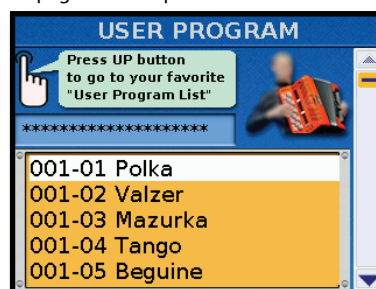 USER PROGRAM
Press UP button
to go to your favorite
"User Program List"
********************
001-01 Polka
001-02 Valzer
001-03 Mazurka
001-04 Tango
001-05 Beguine